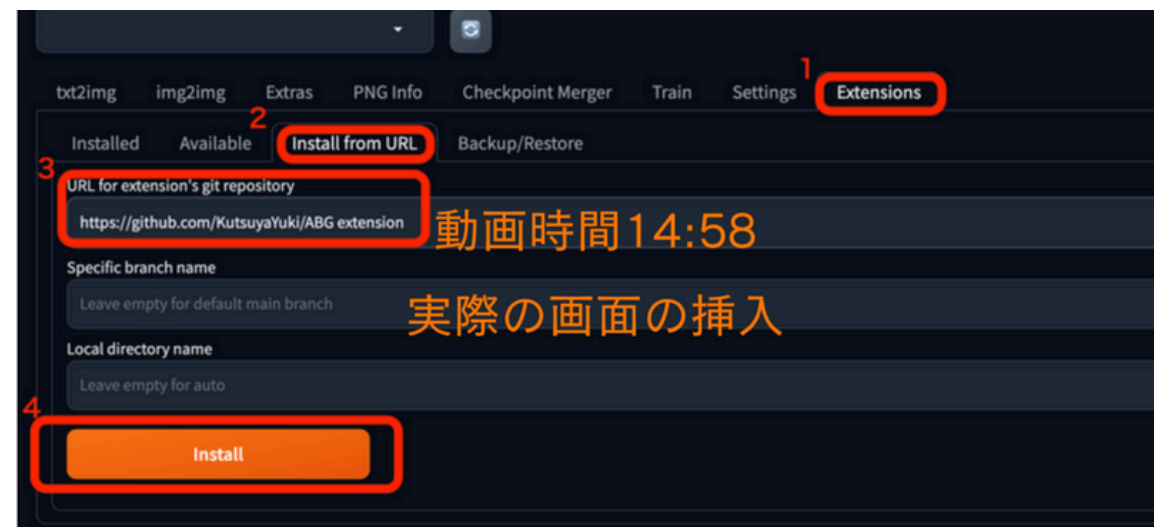 txt2img img2img Extras PNG Info Checkpoint Merger Train Settings 1 Extensions
2
Installed Available Install from URL Backup/Restore
3
URL for extension's git repository
https://github.com/KutsuyaYuki/ABG extension
動画時間14:58
Specific branch name
Leave empty for default main branch
実際の画面の挿入
Local directory name
Leave empty for auto
4
Install